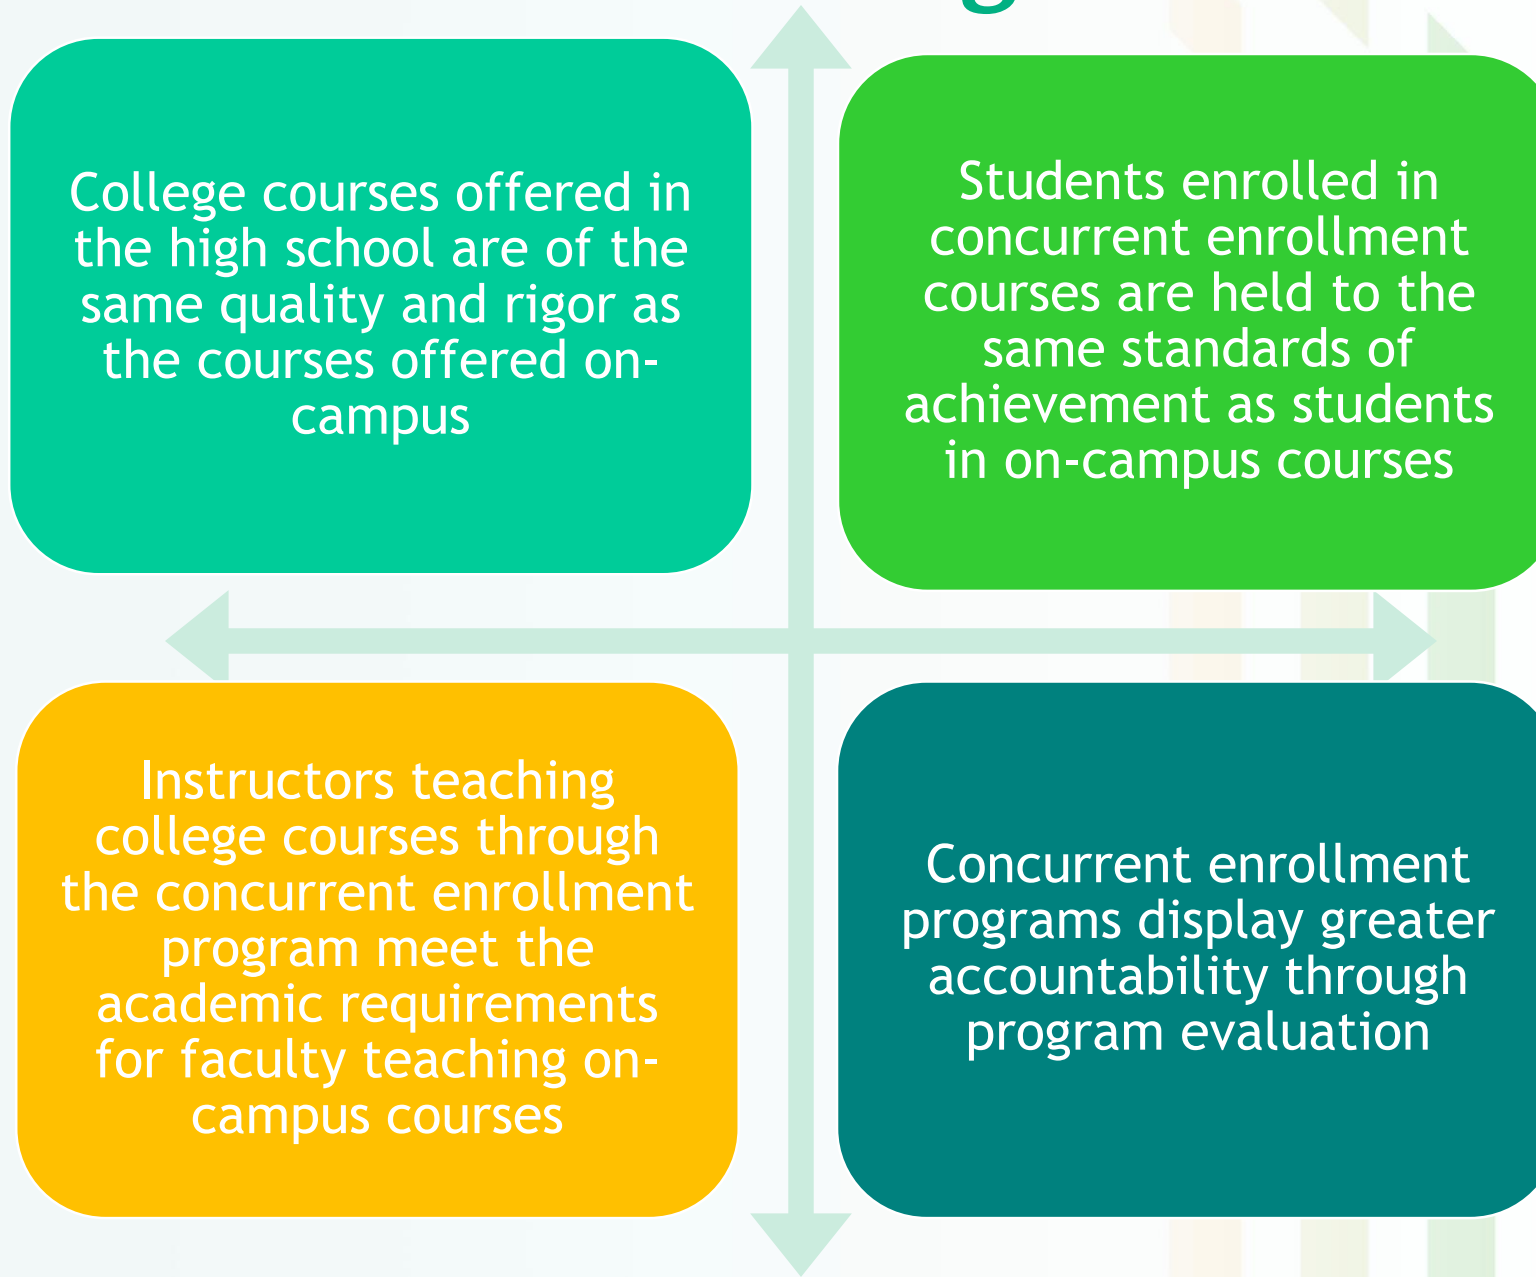 College courses offered in
the high school are of the
same quality and rigor as
the courses offered on-
campus
Students enrolled in
concurrent enrollment
courses are held to the
same standards of
achievement as students
in on-campus courses
Instructors teaching
college courses through
the concurrent enrollment
program meet the
academic requirements
for faculty teaching on-
campus courses
Concurrent enrollment
programs display greater
accountability through
program evaluation